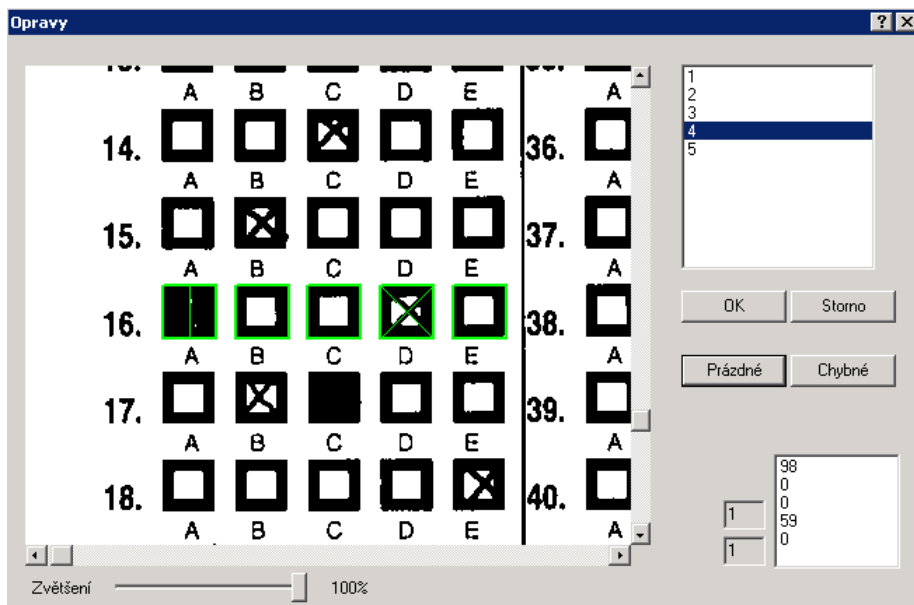 Opravy
A B C D E A
14. 36.
A B C D E A
15. 37.
A B C D E A
16. 38.
A B C D E A
17. 39.
A B C D E A
18. 40.
A B C D E A
Zvětšení 100%
1
2
3
4
5
OK Storno
Prázdné Chybné
1
1
98
0
0
59
0